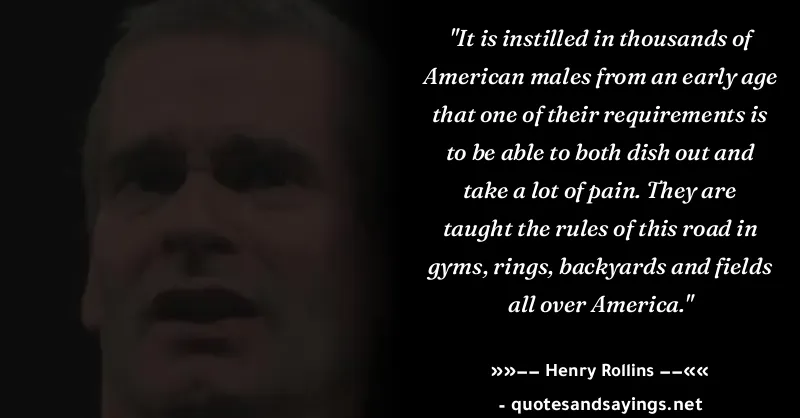 "It is instilled in thousands of
American males from an early age
that one of their requirements is
to be able to both dish out and
take a lot of pain. They are
taught the rules of this road in
gyms, rings, backyards and fields
all over America."
»»—— Henry Rollins ——««
- quotesandsayings.net